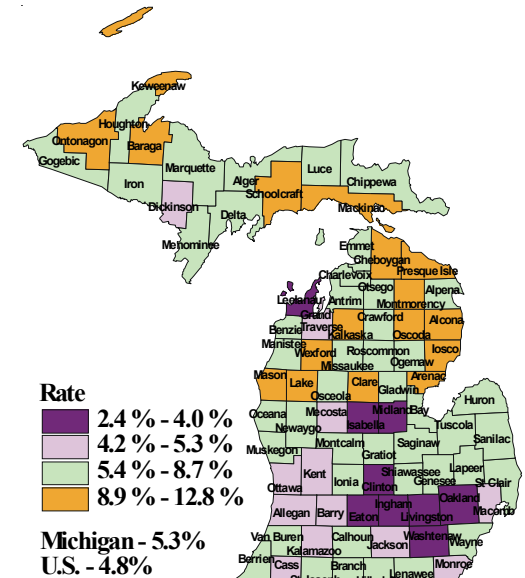 Keweenaw
Houghton
Ontonagon
Baraga
Gogebic
Marquette
Iron
Alger
Luce
Chippewa
Schoolcraft
Dickinson
Delta
Mackinac
Menominee
Emmet
Cheboygan
Presque Isle
Charlevoix
Otsego
Alpena
Leelanau
Antrim
Montmorency
Grand
Traverse
Crawford
Alcona
Benzie
Kalkaska
Oscoda
Manistee
Wexford
Roscommon
Iosco
Missaukee
Ogemaw
Mason
Lake
Clare
Arenac
Osceola
Gladwin
Huron
Oceana
Mecosta
Midland
Bay
Newaygo
Isabella
Tuscola
Sanilac
Muskegon
Montcalm
Saginaw
Gratiot
Kent
Shiawassee
Lapeer
Ottawa
Ionia
Clinton
Genesee
St Clair
Oakland
Allegan
Barry
Eaton
Ingham
Livingston
Macomb
Van Buren
Calhoun
Jackson
Washtenaw
Wayne
Kalamazoo
Berrien
Cass
Branch
Lenawee
Monroe
Rate
2.4 % - 4.0 %
4.2 % - 5.3 %
5.4 % - 8.7 %
8.9 % - 12.8 %
Michigan - 5.3%
U.S. - 4.8%